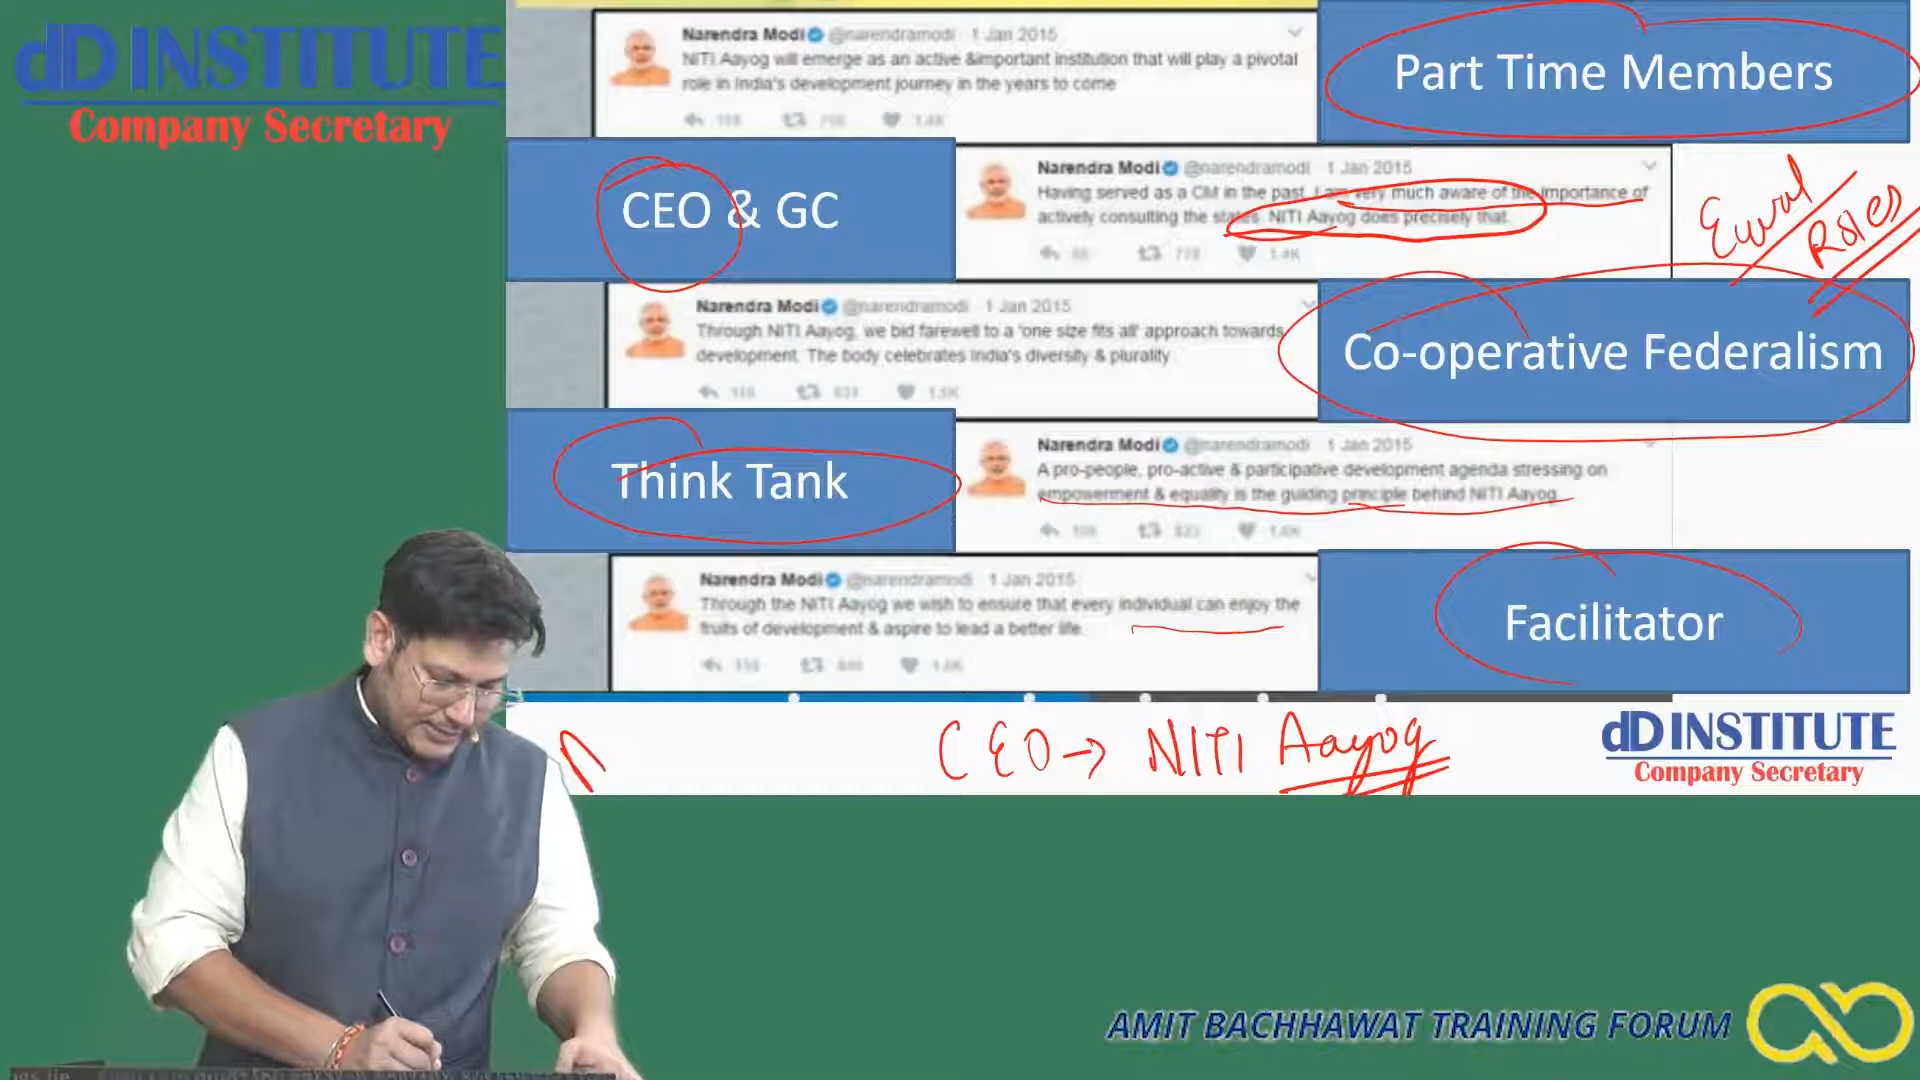 dD INSTITUTE
Company Secretary
Narendra Modi @narendramodi 1 Jan 2015
NITI Aayog will emerge as an active &important institution that will play a pivotal
role in India's development journey in the years to come
1.4K
Part Time Members
CEO & GC
Narendra Modi @narendramodi 1 Jan 2015
Having served as a CM in the past, I am very much aware of the importance of
actively consulting the states. NITI Aayog does precisely that.
1.4K
Equal
Roles
Narendra Modi @narendramodi 1 Jan 2015
Through NITI Aayog, we bid farewell to a 'one size fits all' approach towards
development. The body celebrates India's diversity & plurality
Co-operative Federalism
Think Tank
Narendra Modi @narendramodi 1 Jan 2015
A pro-people, pro-active & participative development agenda stressing on
empowerment & equality is the guiding principle behind NITI Aayog.
Narendra Modi @narendramodi 1 Jan 2015
Through the NITI Aayog we wish to ensure that every individual can enjoy the
fruits of development & aspire to lead a better life
Facilitator
CEO → NITI Aayog
dD INSTITUTE
Company Secretary
AMIT BACHHAWAT TRAINING FORUM